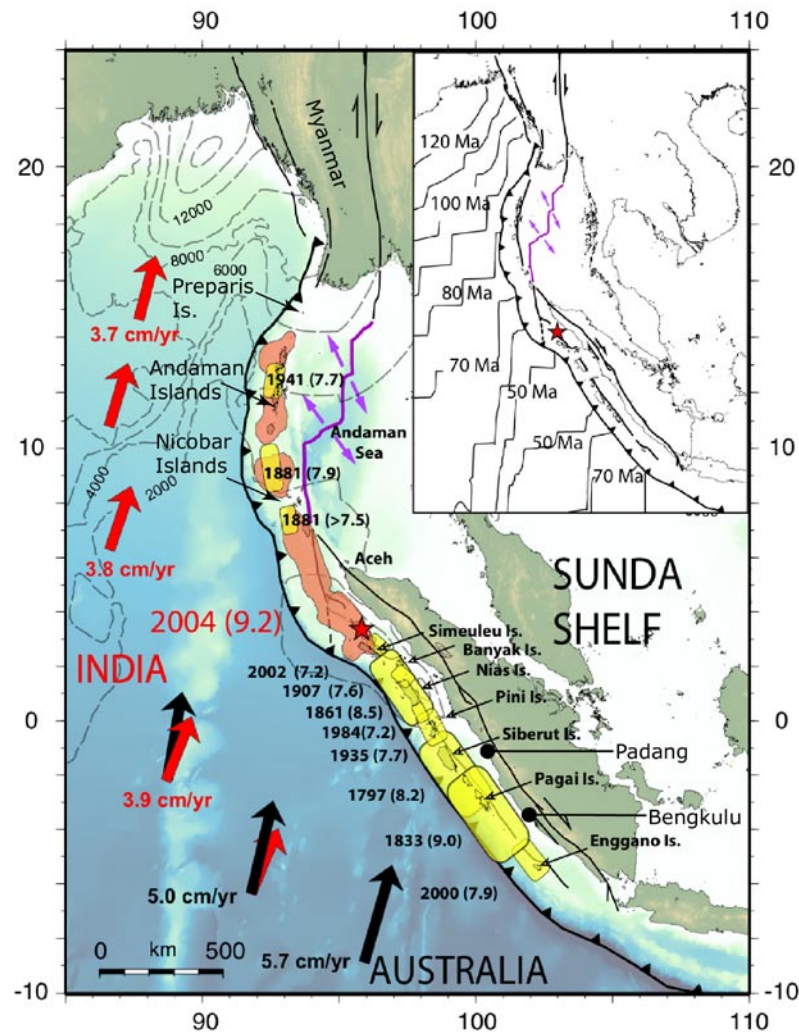 90
100
110
20
10
0
-10
90
100
110
20
10
0
-10
Myanmar
12000
8000
6000
4000
2000
Preparis
Is.
3.7 cm/yr
Andaman
Islands
1941 (7.7)
Nicobar
Islands
Andaman
Sea
1881 (7.9)
1881 (>7.5)
3.8 cm/yr
Aceh
2004 (9.2)
INDIA
SUNDA
SHELF
Simeuleu Is.
Banyak Is.
Nias Is.
Pini Is.
Siberut Is.
Padang
Pagai Is.
Bengkulu
Enggano Is.
2002 (7.2)
1907 (7.6)
1861 (8.5)
1984(7.2)
1935 (7.7)
1797 (8.2)
1833 (9.0)
2000 (7.9)
3.9 cm/yr
5.0 cm/yr
5.7 cm/yr
AUSTRALIA
0 km 500
120 Ma
100 Ma
80 Ma
70 Ma
50 Ma
50 Ma
70 Ma